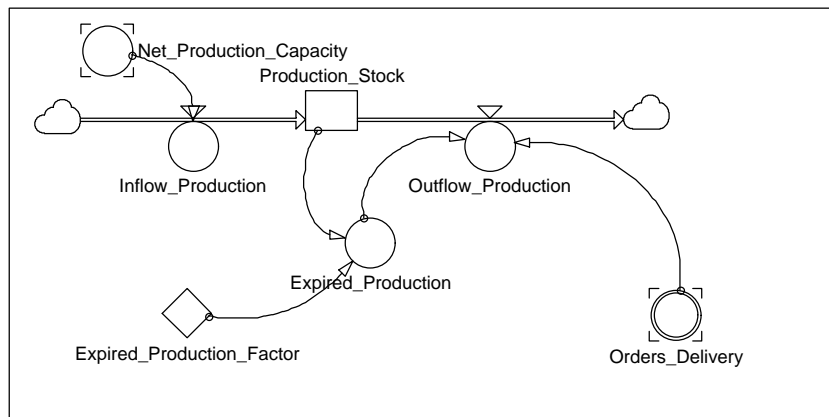 Net_Production_Capacity
Production_Stock
Inflow_Production
Outflow_Production
Expired_Production
Expired_Production_Factor
Orders_Delivery